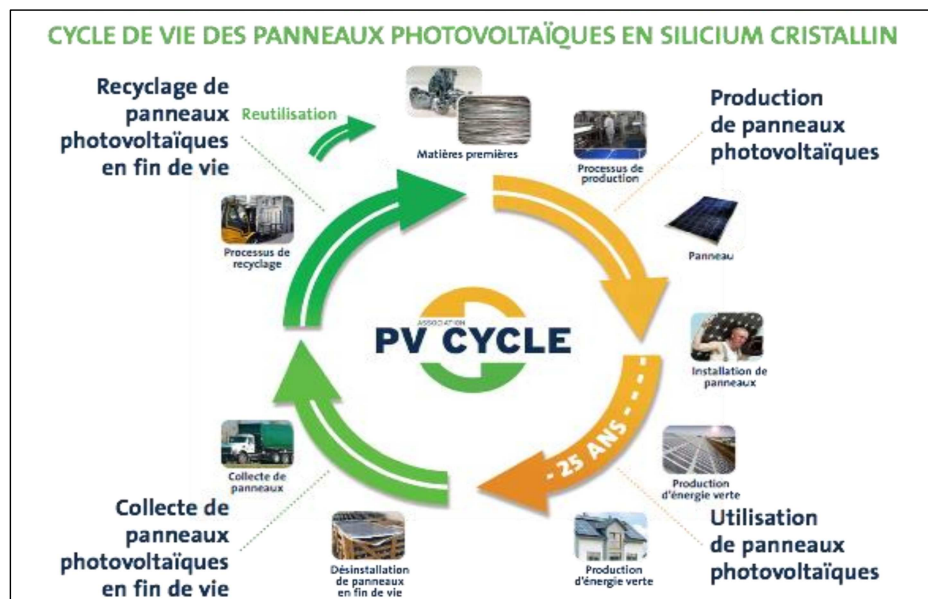 CYCLE DE VIE DES PANNEAUX PHOTOVOLTAÏQUES EN SILICIUM CRISTALLIN
Recyclage de
panneaux
photovoltaïques
en fin de vie
Reutilisation
Matières premières
Processus de
production
Production
de panneaux
photovoltaïques
Processus de
recyclage
Panneau
ASSOCIATION
PV CYCLE
Installation de
panneaux
- 25 ANS - - -
Collecte de
panneaux
Production
d'énergie verte
Collecte de
panneaux
photovoltaïques
en fin de vie
Désinstallation
de panneaux
en fin de vie
Production
d'énergie verte
Utilisation
de panneaux
photovoltaïques